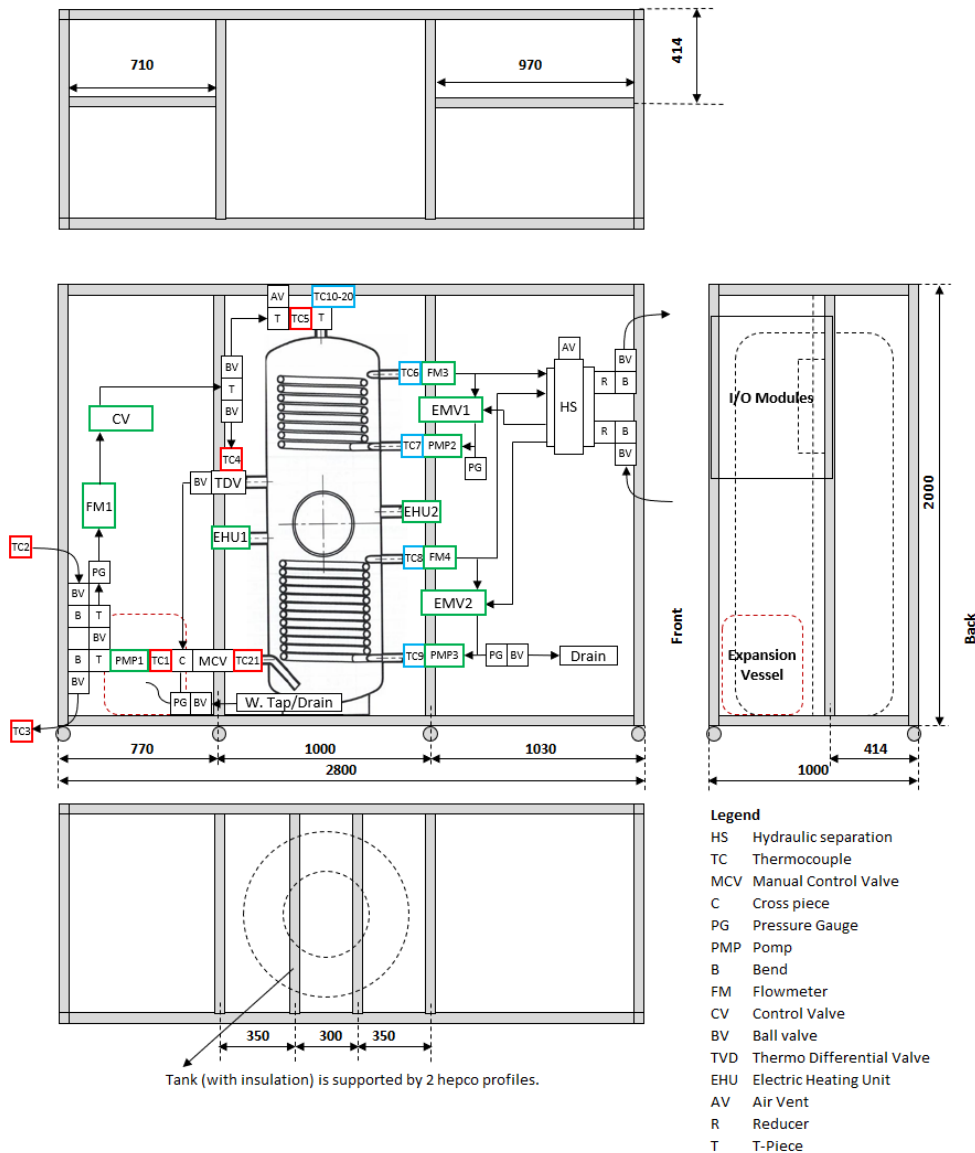 710
970
414
AV
TC10-20
T
TC5
T
BV
T
BV
CV
TC4
BV
TDV
FM1
EHU1
TC2
PG
BV
B
T
BV
B
T
PMP1
TC1
C
MCV
TC21
BV
PG
BV
W. Tap/Drain
TC3
TC6
FM3
EMV1
TC7
PMP2
PG
EHU2
TC8
FM4
EMV2
TC9
PMP3
PG
BV
Drain
AV
HS
BV
R
B
R
B
BV
770
1000
1030
2800
Front
I/O Modules
Expansion
Vessel
2000
Back
414
1000
350
300
350
Tank (with insulation) is supported by 2 hepco profiles.
Legend
HS Hydraulic separation
TC Thermocouple
MCV Manual Control Valve
C Cross piece
PG Pressure Gauge
PMP Pomp
B Bend
FM Flowmeter
CV Control Valve
BV Ball valve
TVD Thermo Differential Valve
EHU Electric Heating Unit
AV Air Vent
R Reducer
T T-Piece